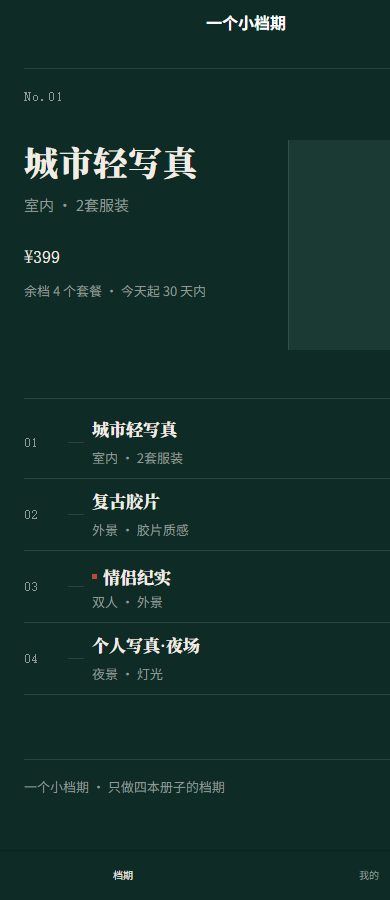 一个小档期
No.01
城市轻写真
室内 · 2套服装
¥399
余档 4 个套餐 · 今天起 30 天内
01
城市轻写真
室内 · 2套服装
02
复古胶片
外景 · 胶片质感
03
情侣纪实
双人 · 外景
04
个人写真·夜场
夜景 · 灯光
一个小档期 · 只做四本册子的档期
档期
我的